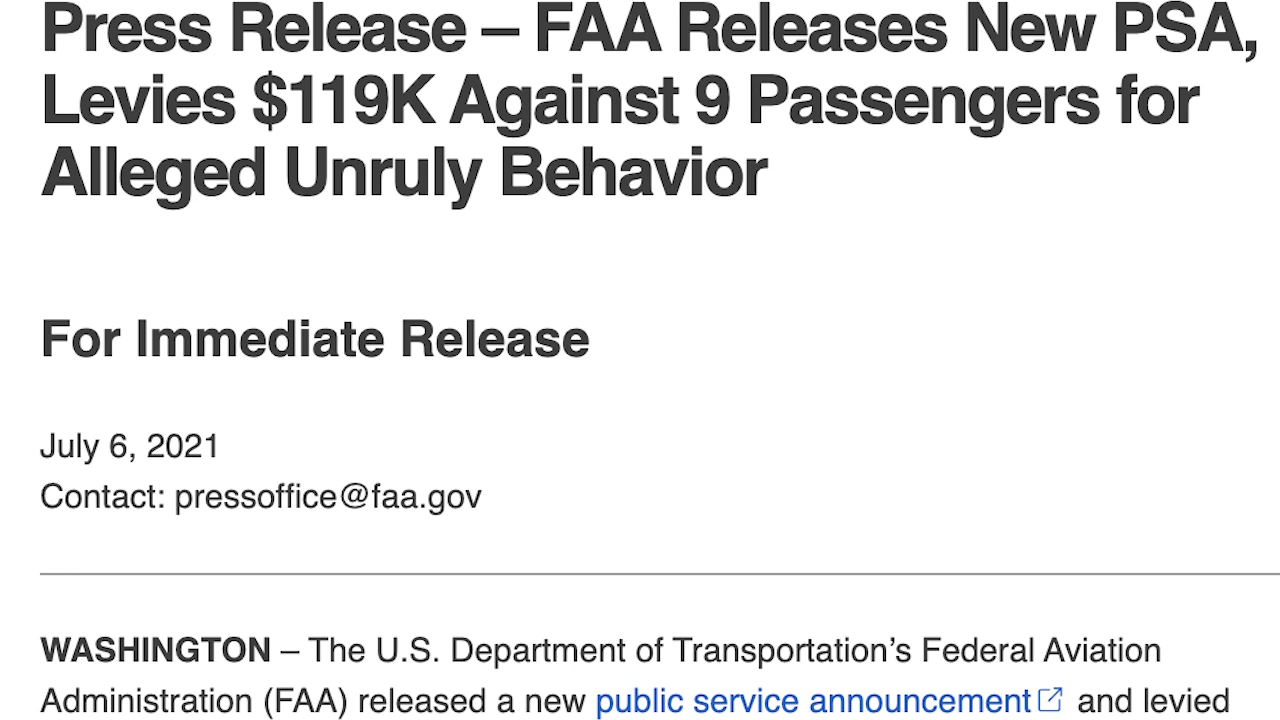 Press Release – FAA Releases New PSA,
Levies $119K Against 9 Passengers for
Alleged Unruly Behavior
For Immediate Release
July 6, 2021
Contact: pressoffice@faa.gov
WASHINGTON – The U.S. Department of Transportation’s Federal Aviation
Administration (FAA) released a new public service announcement and levied